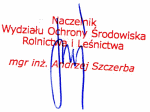 Naczelnik
Wydziału Ochrony Środowiska
Rolnictwa i Leśnictwa
mgr inż. Andrzej Szczerba